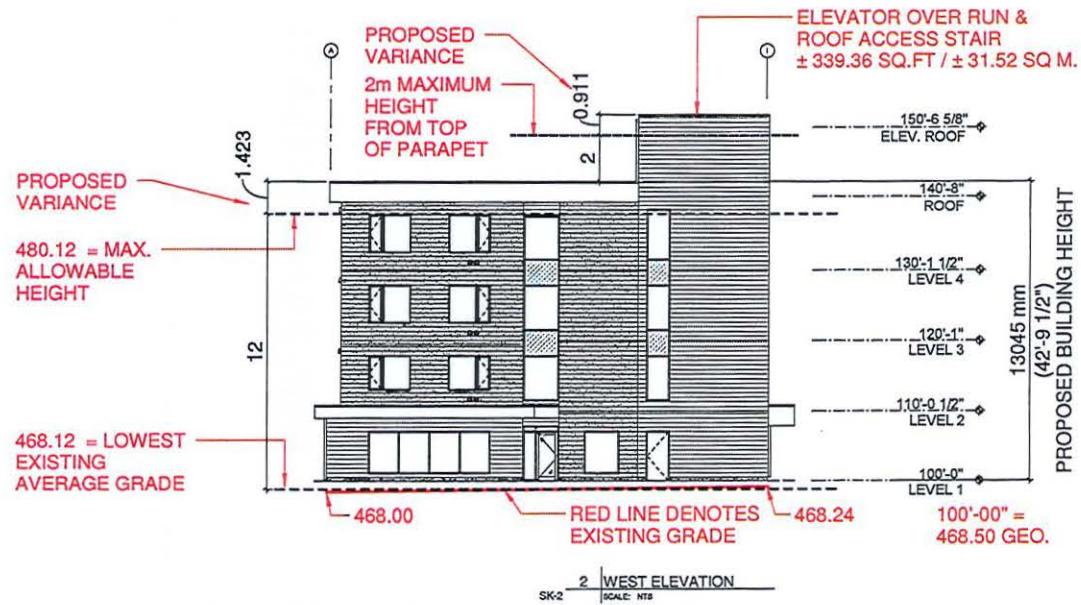 ELEVATOR OVER RUN &
ROOF ACCESS STAIR
± 339.36 SQ.FT / ± 31.52 SQ M.
A
PROPOSED
VARIANCE
I
2m MAXIMUM
HEIGHT
FROM TOP
OF PARAPET
0.911
2
150'-6 5/8"
ELEV. ROOF
1.423
PROPOSED
VARIANCE
140'-8"
ROOF
480.12 = MAX.
ALLOWABLE
HEIGHT
130'-1 1/2"
LEVEL 4
12
120'-1"
LEVEL 3
13045 mm
(42'-9 1/2")
PROPOSED BUILDING HEIGHT
110'-0 1/2"
LEVEL 2
468.12 = LOWEST
EXISTING
AVERAGE GRADE
100'-0"
LEVEL 1
468.00
RED LINE DENOTES
EXISTING GRADE
468.24
100'-00" =
468.50 GEO.
2 WEST ELEVATION
SK-2 SCALE: NTS